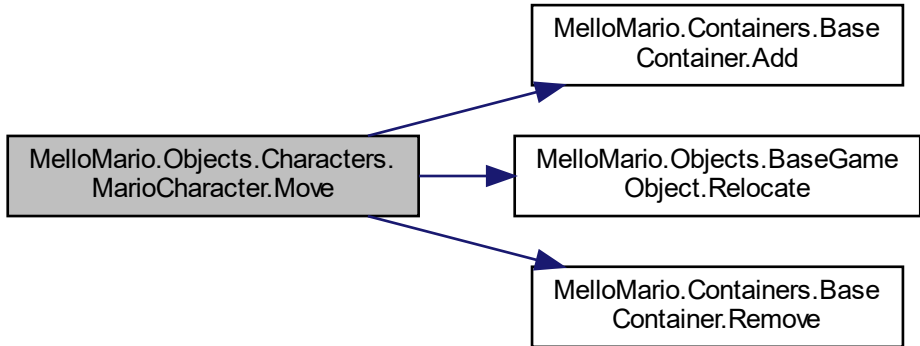 MelloMario.Containers.Base
Container.Add
MelloMario.Objects.Characters.
MarioCharacter.Move
MelloMario.Objects.BaseGame
Object.Relocate
MelloMario.Containers.Base
Container.Remove